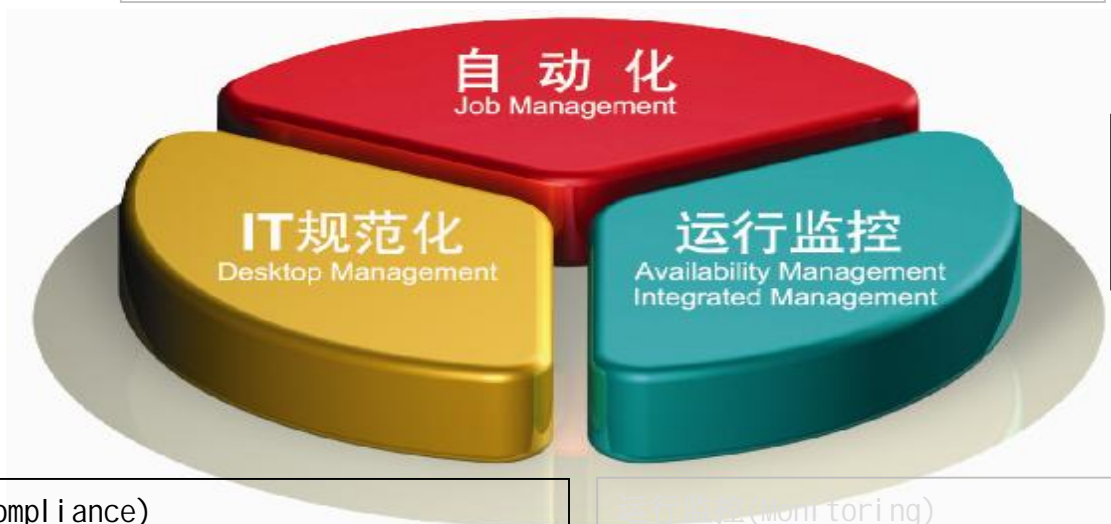 自 动 化
Job Management
IT规范化
Desktop Management
运行监控
Availability Management
Integrated Management
ompliance)
(Monitoring)